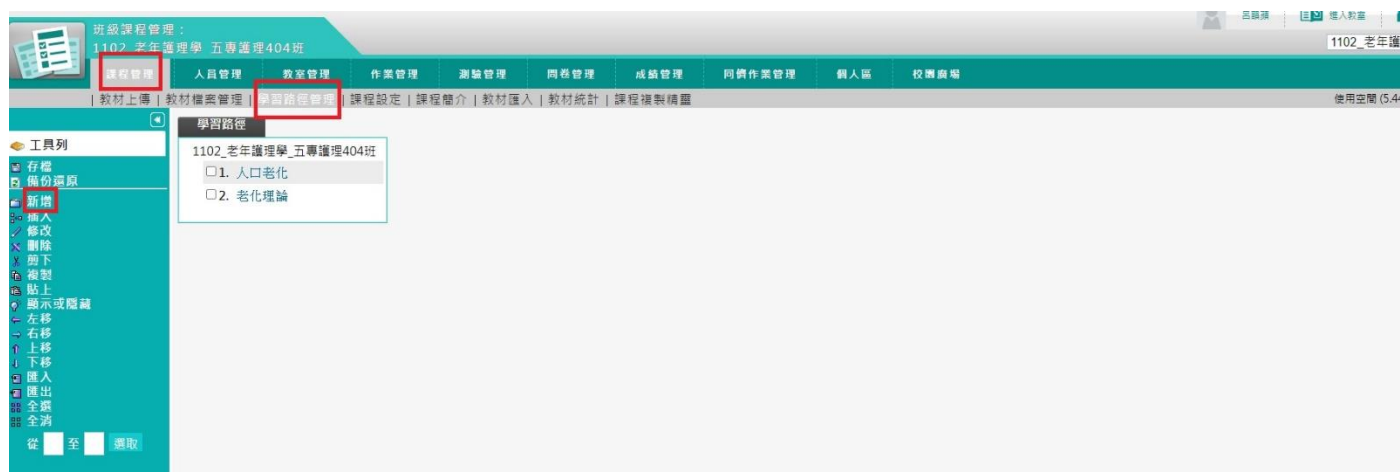 班級課程管理：
1102_老年護理學_五專護理404班
進入教室
1102_老年護
課程管理 人員管理 教室管理 作業管理 測驗管理 問卷管理 成績管理 同儕作業管理 個人區 校園廣場
| 教材上傳 | 教材檔案管理 | 學習路徑管理 | 課程設定 | 課程簡介 | 教材匯入 | 教材統計 | 課程複製精靈
使用空間 (5.44
工具列
存檔
備份還原
新增
插入
修改
刪除
剪下
複製
貼上
顯示或隱藏
左移
右移
上移
下移
匯入
匯出
全選
全消
從 至 選取
學習路徑
1102_老年護理學_五專護理404班
1. 人口老化
2. 老化理論